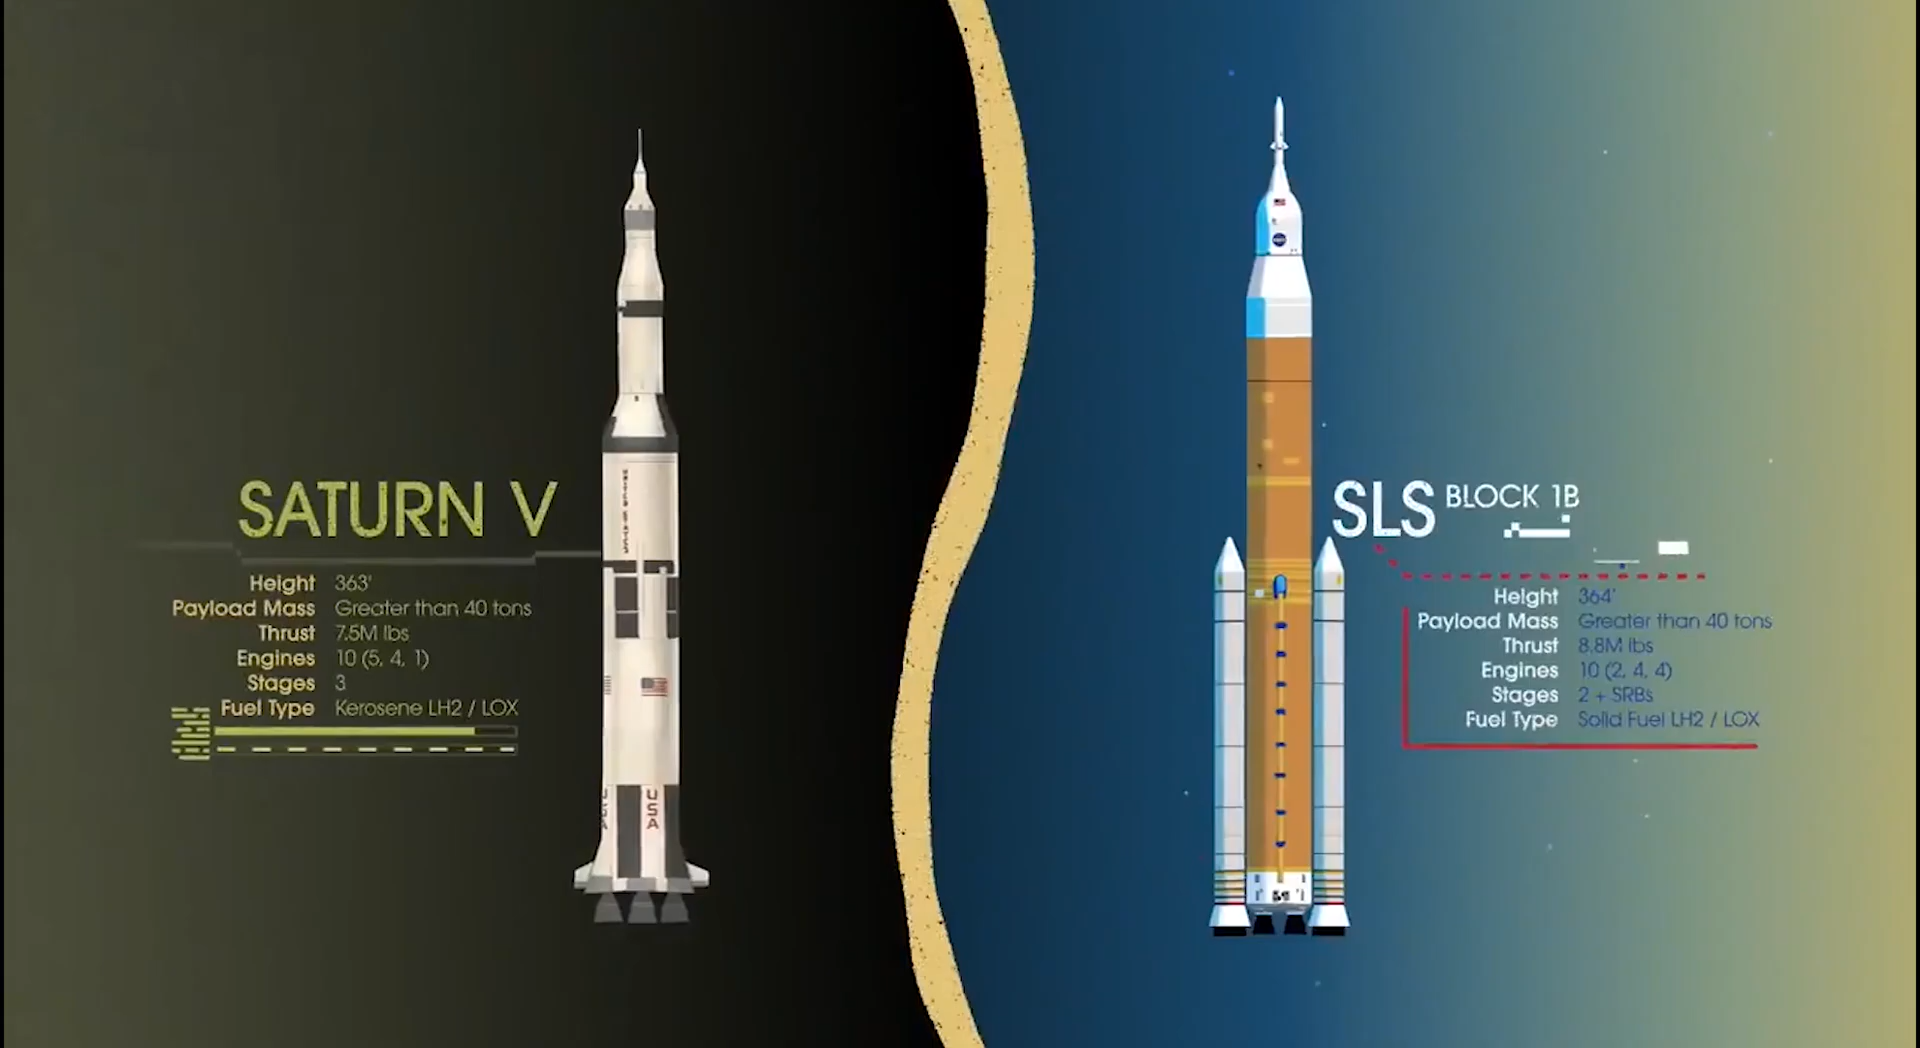 SATURN V
Height 363'
Payload Mass Greater than 40 tons
Thrust 7.5M lbs
Engines 10 (5, 4, 1)
Stages 3
Fuel Type Kerosene LH2 / LOX
USA
USA
SLS BLOCK 1B
Height 364'
Payload Mass Greater than 40 tons
Thrust 8.8M lbs
Engines 10 (2, 4, 4)
Stages 2 + SRBs
Fuel Type Solid Fuel LH2 / LOX